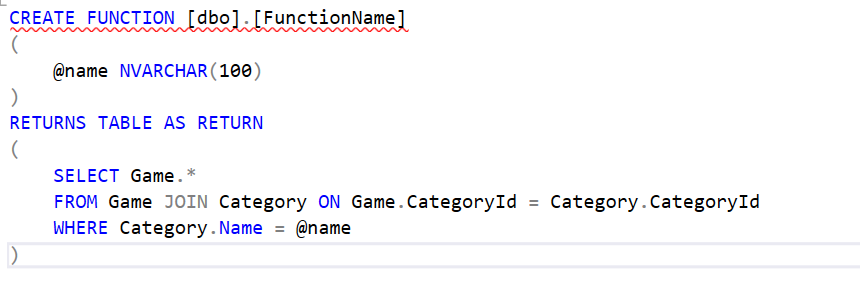 CREATE FUNCTION [dbo].[FunctionName]
(
    @name NVARCHAR(100)
)
RETURNS TABLE AS RETURN
(
    SELECT Game.*
    FROM Game JOIN Category ON Game.CategoryId = Category.CategoryId
    WHERE Category.Name = @name
)